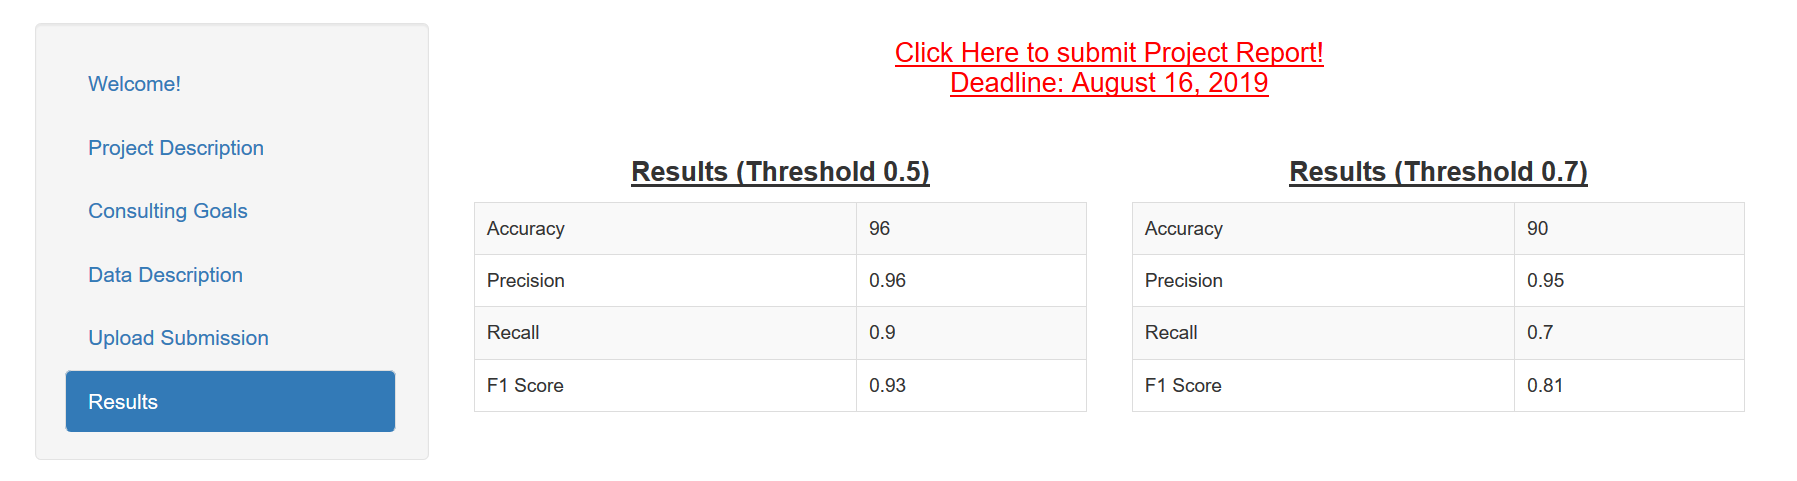 Welcome!
Project Description
Consulting Goals
Data Description
Upload Submission
Results
Click Here to submit Project Report!
Deadline: August 16, 2019
Results (Threshold 0.5)
Accuracy 96
Precision 0.96
Recall 0.9
F1 Score 0.93
Results (Threshold 0.7)
Accuracy 90
Precision 0.95
Recall 0.7
F1 Score 0.81